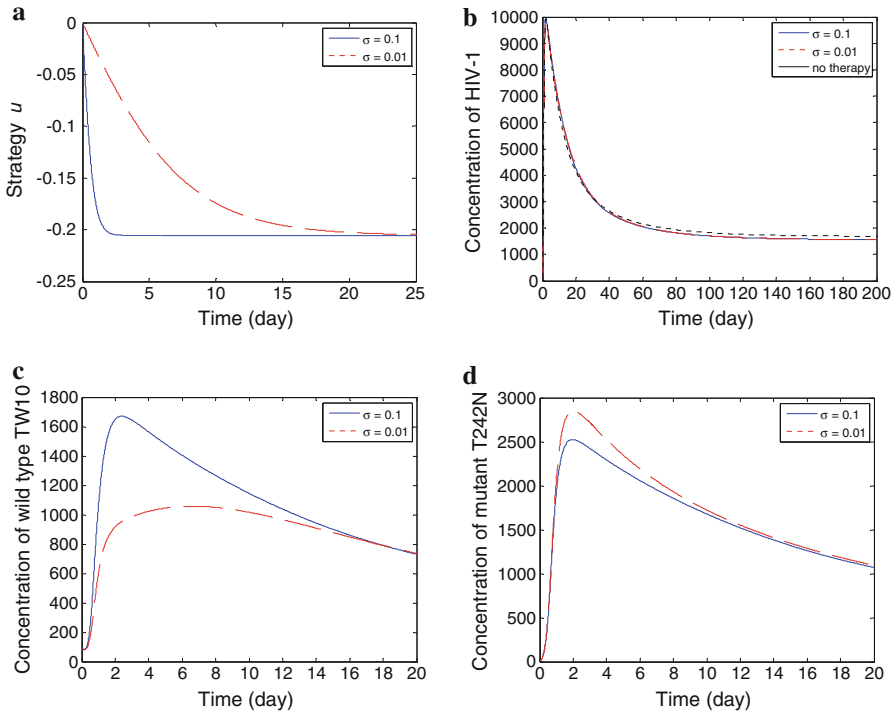 a
0
-0.05
-0.1
-0.15
-0.2
-0.25
Strategy u
0 5 10 15 20 25
Time (day)
σ = 0.1
σ = 0.01
b
10000
9000
8000
7000
6000
5000
4000
3000
2000
1000
0
Concentration of HIV-1
0 20 40 60 80 100 120 140 160 180 200
Time (day)
σ = 0.1
σ = 0.01
no therapy
c
1800
1600
1400
1200
1000
800
600
400
200
0
Concentration of wild type TW10
0 2 4 6 8 10 12 14 16 18 20
Time (day)
σ = 0.1
σ = 0.01
d
3000
2500
2000
1500
1000
500
0
Concentration of mutant T242N
0 2 4 6 8 10 12 14 16 18 20
Time (day)
σ = 0.1
σ = 0.01